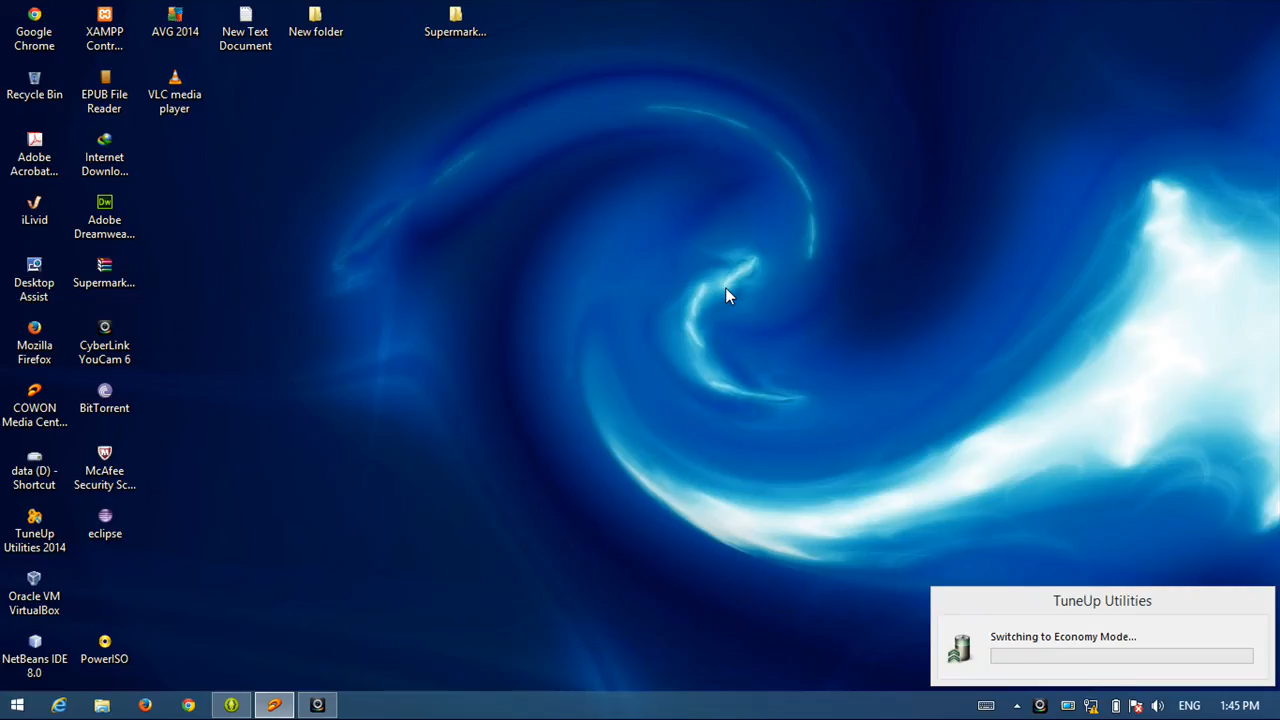 Google
Chrome
XAMPP
Contr...
AVG 2014
New Text
Document
New folder
Supermark...
Recycle Bin
EPUB File
Reader
VLC media
player
Adobe
Acrobat...
Internet
Downlo...
iLivid
Dw
Adobe
Dreamwea...
Desktop
Assist
Supermark...
Mozilla
Firefox
CyberLink
YouCam 6
COWON
Media Cent...
BitTorrent
data (D) -
Shortcut
McAfee
Security Sc...
TuneUp
Utilities 2014
eclipse
Oracle VM
VirtualBox
NetBeans IDE
8.0
PowerISO
TuneUp Utilities
Switching to Economy Mode...
ENG
1:45 PM